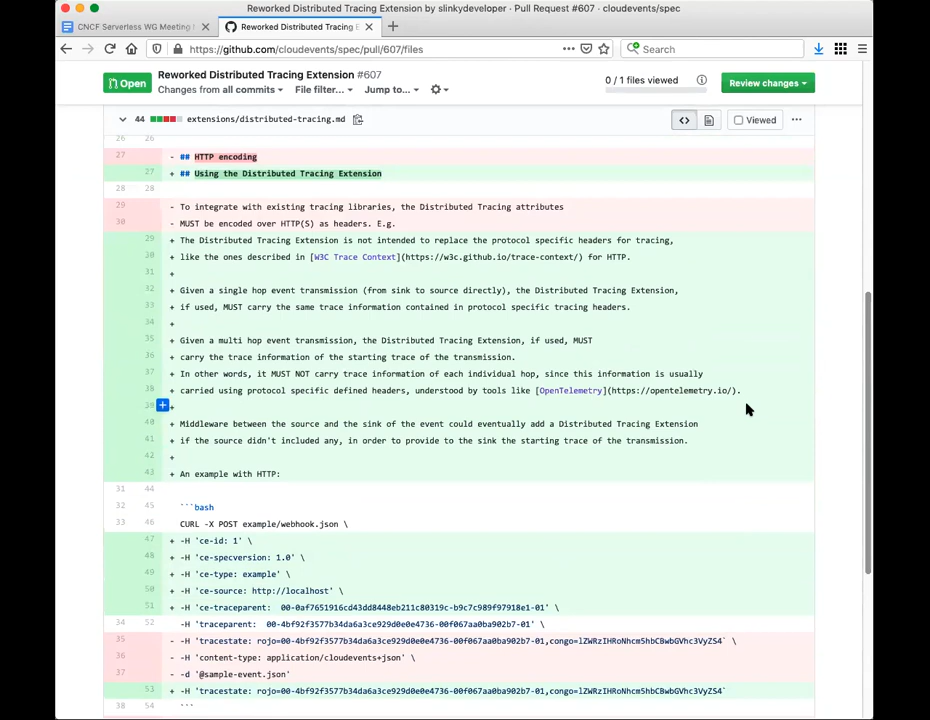 Reworked Distributed Tracing Extension by slinkydeveloper · Pull Request #607 · cloudevents/spec
CNCF Serverless WG Meeting
Reworked Distributed Tracing E
https://github.com/cloudevents/spec/pull/607/files
Search
Open
Reworked Distributed Tracing Extension #607
Changes from all commits
File filter...
Jump to...
0 / 1 files viewed
Review changes
44 extensions/distributed-tracing.md
Viewed
26 26
27 - ## HTTP encoding
27 + ## Using the Distributed Tracing Extension
28 28
29 - To integrate with existing tracing libraries, the Distributed Tracing attributes
30 - MUST be encoded over HTTP(S) as headers. E.g.
29 + The Distributed Tracing Extension is not intended to replace the protocol specific headers for tracing,
30 + like the ones described in [W3C Trace Context](https://w3c.github.io/trace-context/) for HTTP.
31 +
32 + Given a single hop event transmission (from sink to source directly), the Distributed Tracing Extension,
33 + if used, MUST carry the same trace information contained in protocol specific tracing headers.
34 +
35 + Given a multi hop event transmission, the Distributed Tracing Extension, if used, MUST
36 + carry the trace information of the starting trace of the transmission.
37 + In other words, it MUST NOT carry trace information of each individual hop, since this information is usually
38 + carried using protocol specific defined headers, understood by tools like [OpenTelemetry](https://opentelemetry.io/).
39 +
40 + Middleware between the source and the sink of the event could eventually add a Distributed Tracing Extension
41 + if the source didn't included any, in order to provide to the sink the starting trace of the transmission.
42 +
43 + An example with HTTP:
31 44
32 45 ```bash
33 46 CURL -X POST example/webhook.json \
47 + -H 'ce-id: 1' \
48 + -H 'ce-specversion: 1.0' \
49 + -H 'ce-type: example' \
50 + -H 'ce-source: http://localhost' \
51 + -H 'ce-traceparent:  00-0af7651916cd43dd8448eb211c80319c-b9c7c989f97918e1-01' \
34 52 -H 'traceparent:  00-4bf92f3577b34da6a3ce929d0e0e4736-00f067aa0ba902b7-01' \
35 - -H 'tracestate: rojo=00-4bf92f3577b34da6a3ce929d0e0e4736-00f067aa0ba902b7-01,congo=lZWRzIHRoNhcm5hbCBwbGVhc3VyZS4` \
36 - -H 'content-type: application/cloudevents+json' \
37 - -d '@sample-event.json'
53 + -H 'tracestate: rojo=00-4bf92f3577b34da6a3ce929d0e0e4736-00f067aa0ba902b7-01,congo=lZWRzIHRoNhcm5hbCBwbGVhc3VyZS4`
38 54 ```